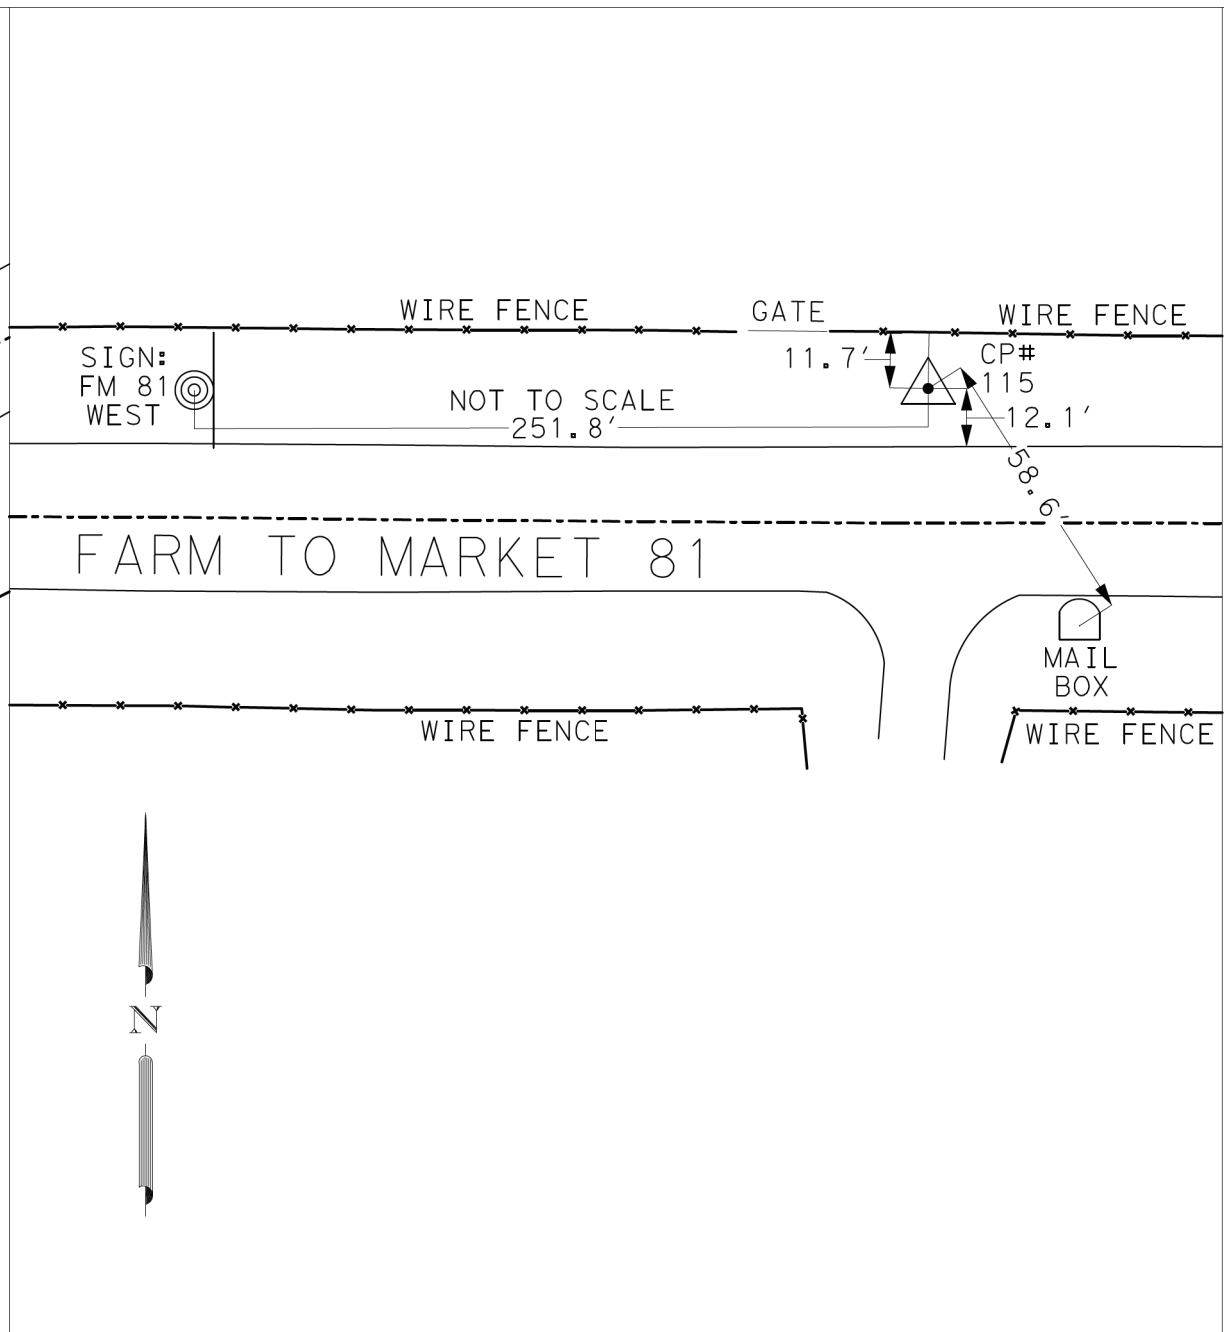 WIRE FENCE
GATE
WIRE FENCE
SIGN:
FM 81
WEST
11.7'
CP#
115
NOT TO SCALE
251.8'
12.1'
58.6'
FARM TO MARKET 81
MAIL
BOX
WIRE FENCE
WIRE FENCE
N